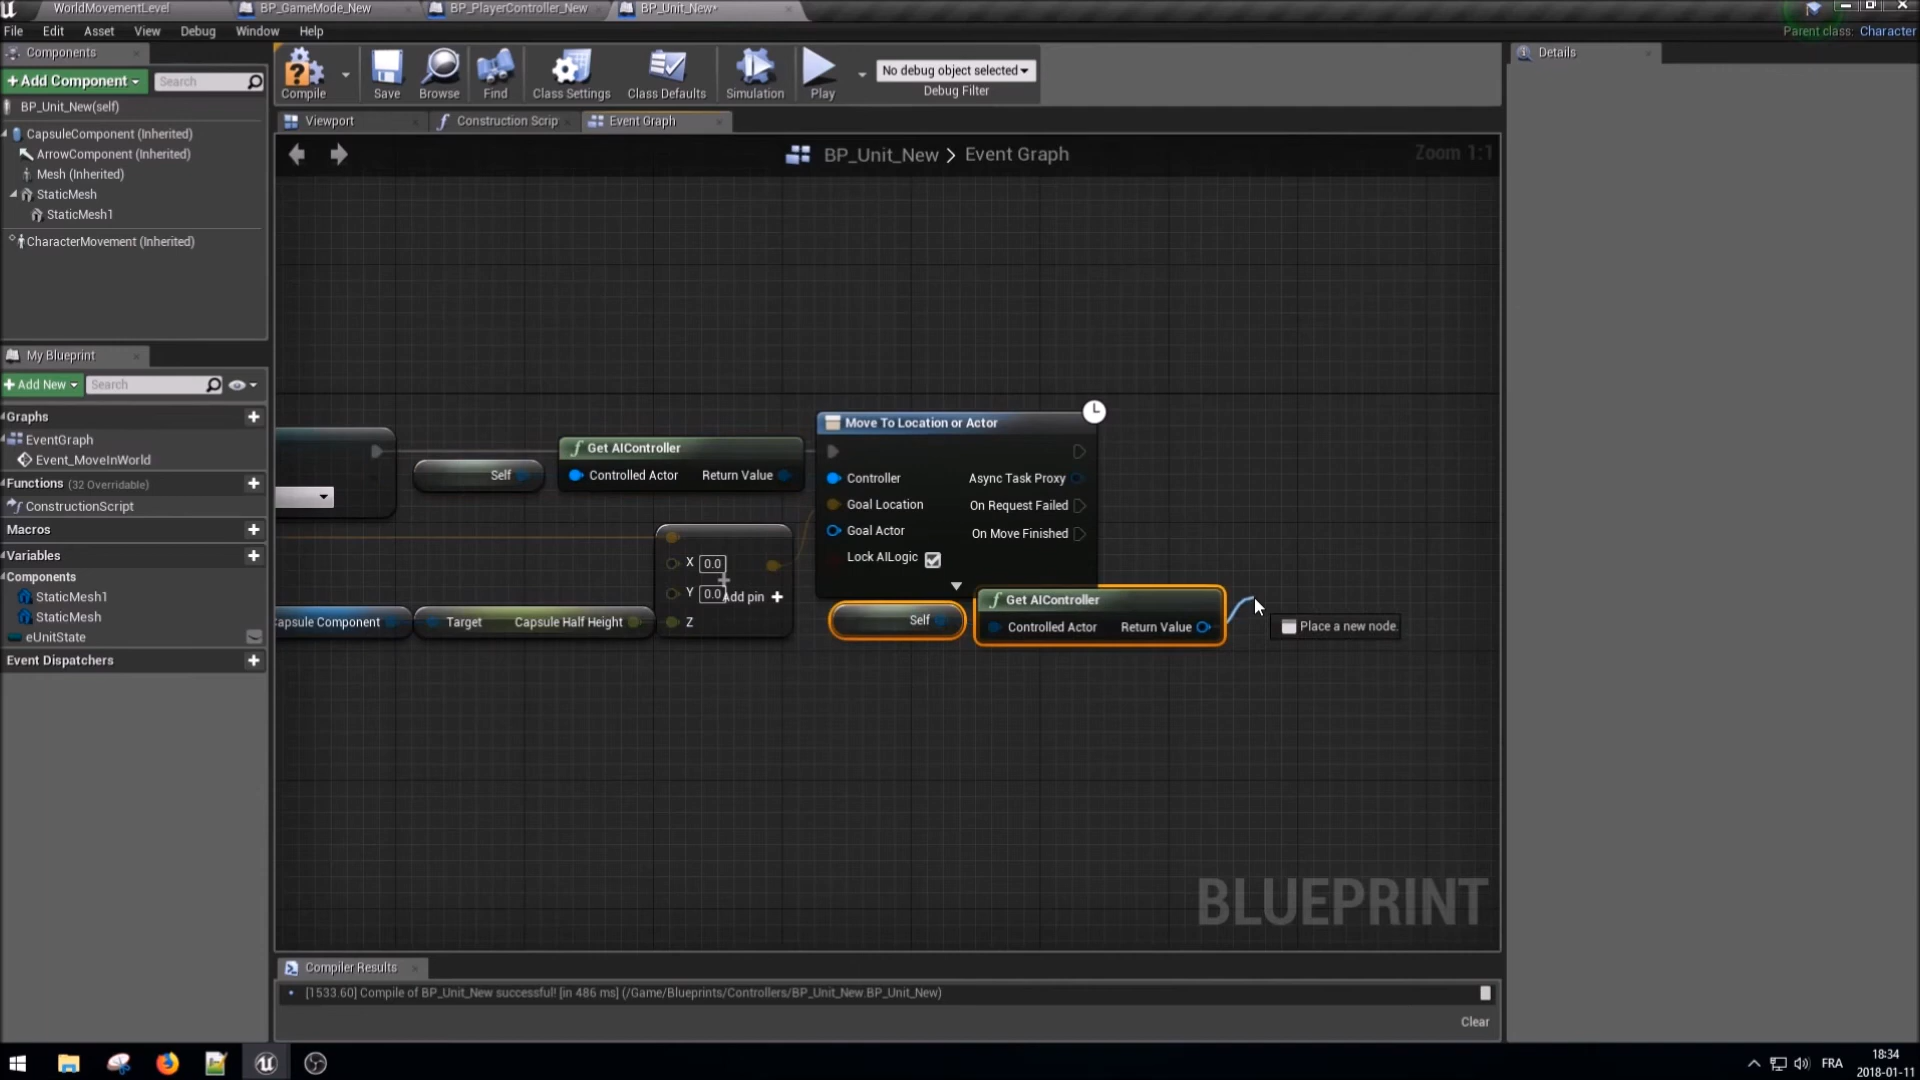 WorldMovementLevel
BP_GameMode_New
BP_PlayerController_New
BP_Unit_New*
File Edit Asset View Debug Window Help
Parent class: Character
Components
+Add Component
Search
BP_Unit_New(self)
CapsuleComponent (Inherited)
ArrowComponent (Inherited)
Mesh (Inherited)
StaticMesh
StaticMesh1
CharacterMovement (Inherited)
Compile
Save
Browse
Find
Class Settings
Class Defaults
Simulation
Play
No debug object selected
Debug Filter
Details
Viewport
Construction Scrip
Event Graph
BP_Unit_New > Event Graph
Zoom 1:1
My Blueprint
+Add New
Search
Graphs
EventGraph
Event_MoveInWorld
Functions (32 Overridable)
ConstructionScript
Macros
Variables
Components
StaticMesh1
StaticMesh
eUnitState
Event Dispatchers
Self
Get AIController
Controlled Actor Return Value
Move To Location or Actor
Controller
Async Task Proxy
Goal Location
On Request Failed
Goal Actor
On Move Finished
Lock AILogic
X 0.0
Y 0.0
Add pin +
Z
apsule Component
Target Capsule Half Height
Self
Get AIController
Controlled Actor Return Value
Place a new node.
BLUEPRINT
Compiler Results
[1533.60] Compile of BP_Unit_New successful! [in 486 ms] (/Game/Blueprints/Controllers/BP_Unit_New.BP_Unit_New)
Clear
FRA
18:34
2018-01-11